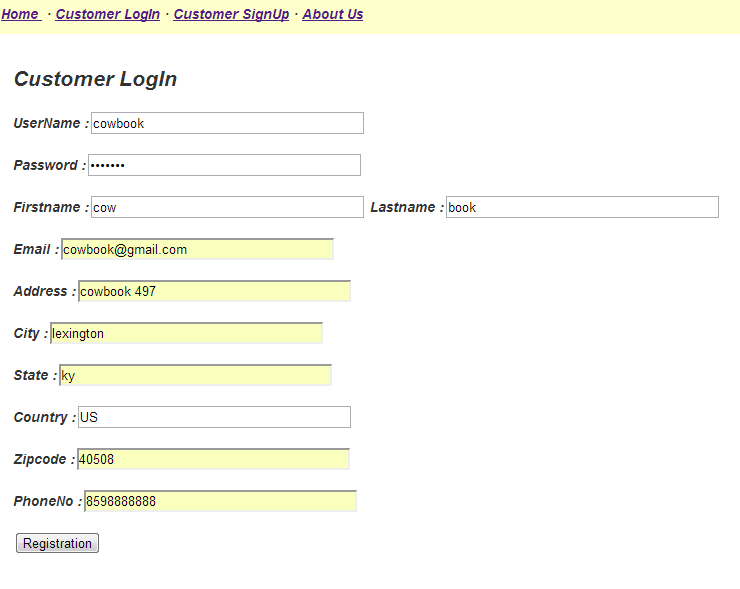 Home · Customer LogIn · Customer SignUp · About Us
Customer LogIn
UserName : cowbook
Password : •••••••
Firstname : cow Lastname : book
Email : cowbook@gmail.com
Address : cowbook 497
City : lexington
State : ky
Country : US
Zipcode : 40508
PhoneNo : 8598888888
Registration